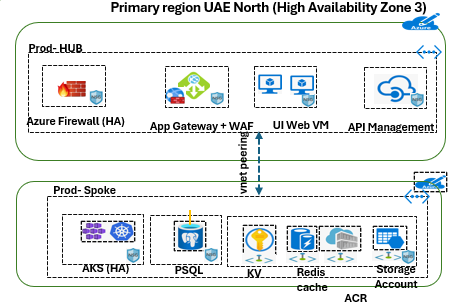 Primary region UAE North (High Availability Zone 3)
Azure
Prod- HUB
Azure Firewall (HA)
App Gateway + WAF
UI Web VM
API Management
vnet peering
Prod- Spoke
AKS (HA)
PSQL
KV
Redis
cache
ACR
Storage
Account